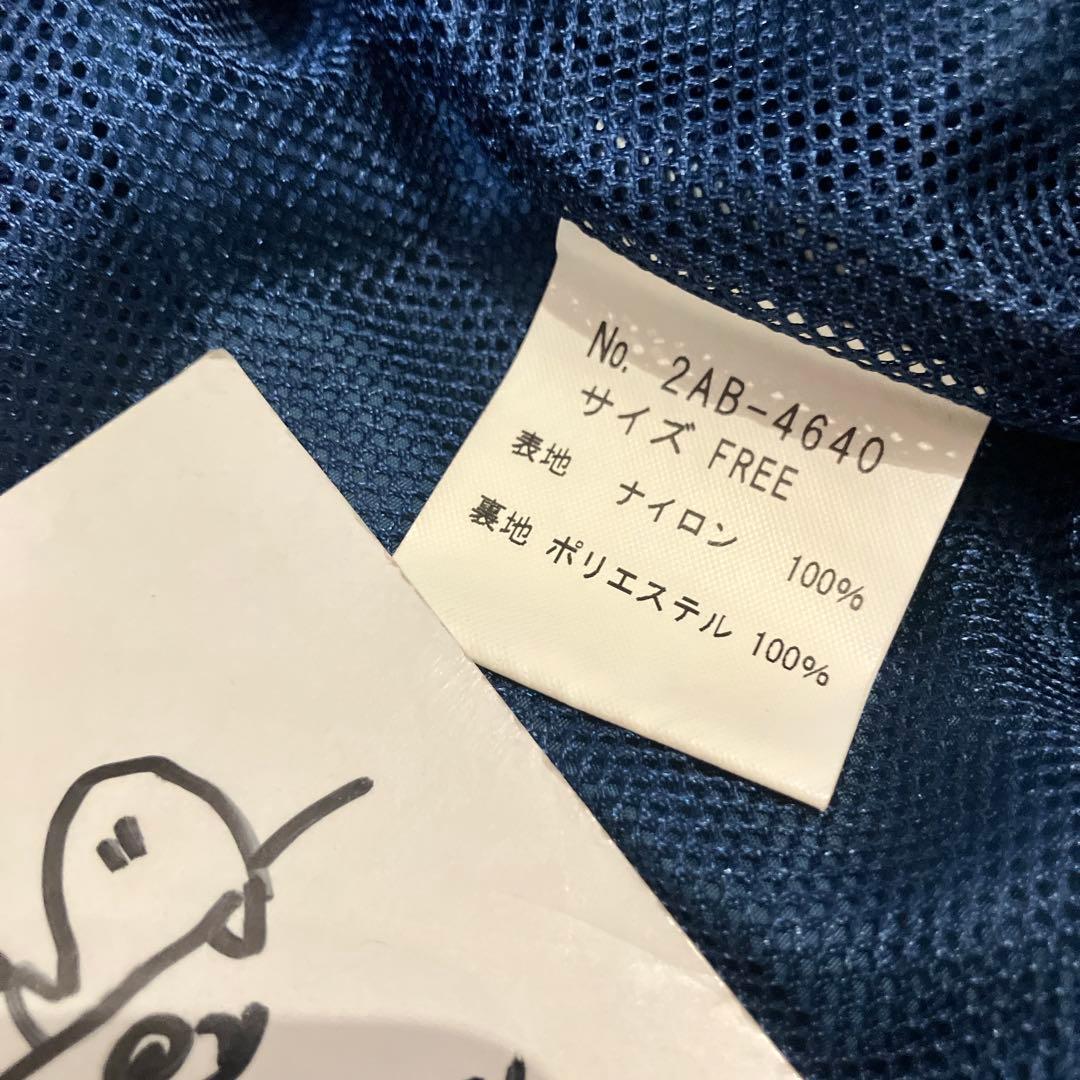 No. 2AB-4640
サイズ FREE
表地 ナイロン 100%
裏地 ポリエステル 100%